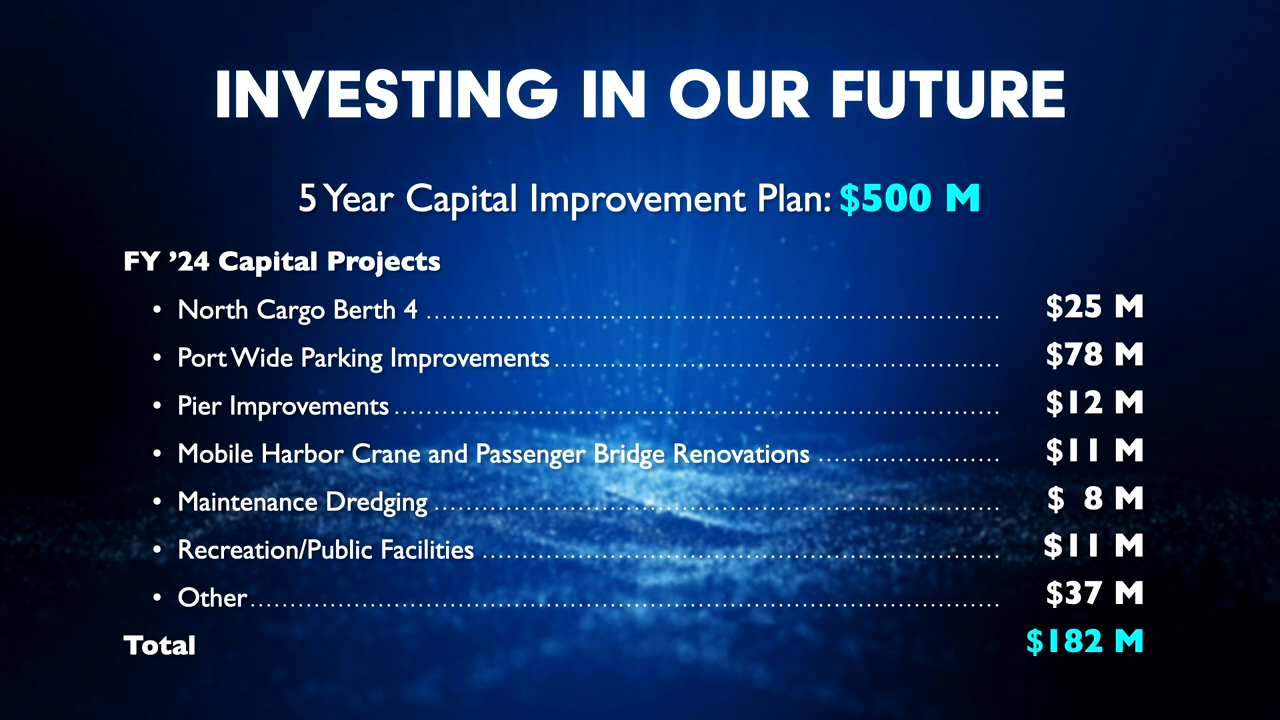 INVESTING IN OUR FUTURE
5 Year Capital Improvement Plan: $500 M
FY ’24 Capital Projects
• North Cargo Berth 4 ........................................................ $25 M
• Port Wide Parking Improvements ............................................ $78 M
• Pier Improvements ........................................................... $12 M
• Mobile Harbor Crane and Passenger Bridge Renovations .................. $11 M
• Maintenance Dredging ....................................................... $ 8 M
• Recreation/Public Facilities .................................................. $11 M
• Other .......................................................................... $37 M
Total $182 M